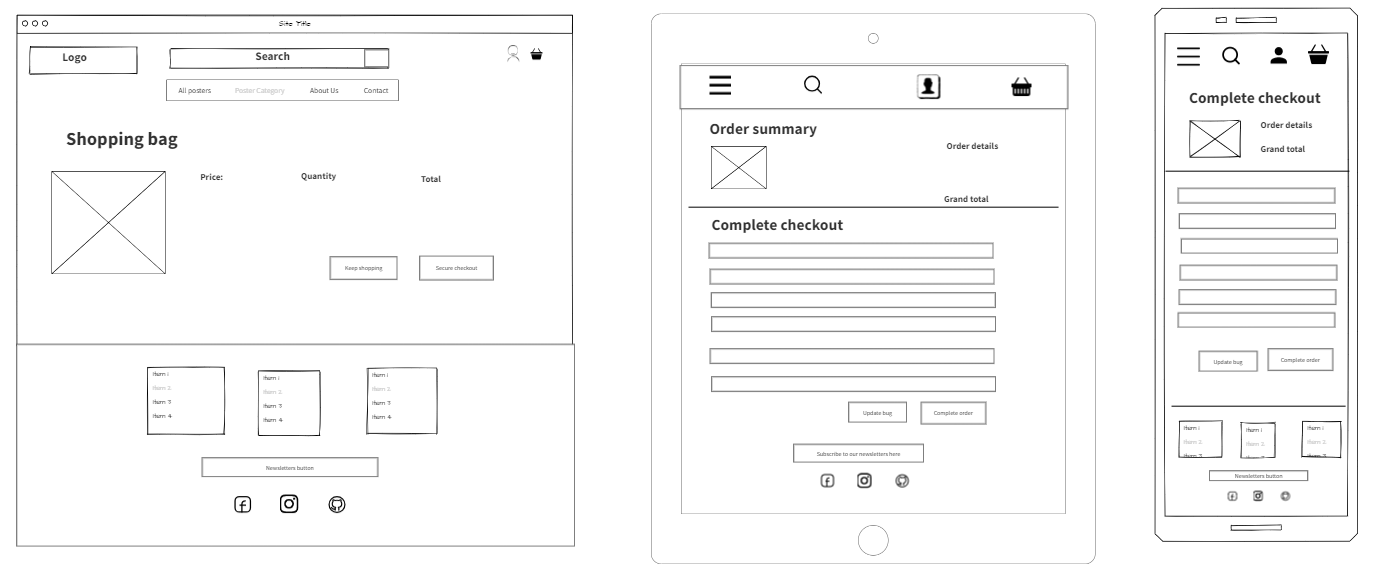 Site Title
Logo
Search
All posters Poster Category About Us Contact
Shopping bag
Price: Quantity Total
Keep shopping Secure checkout
Item 1
Item 2
Item 3
Item 4
Item 1
Item 2
Item 3
Item 4
Item 1
Item 2
Item 3
Item 4
Newsletters button
Order summary
Order details
Grand total
Complete checkout
Update bug Complete order
Subscribe to our newsletters here
Complete checkout
Order details
Grand total
Update bug Complete order
Item 1
Item 2
Item 3
Item 1
Item 2
Item 3
Item 1
Item 2
Item 3
Newsletters button